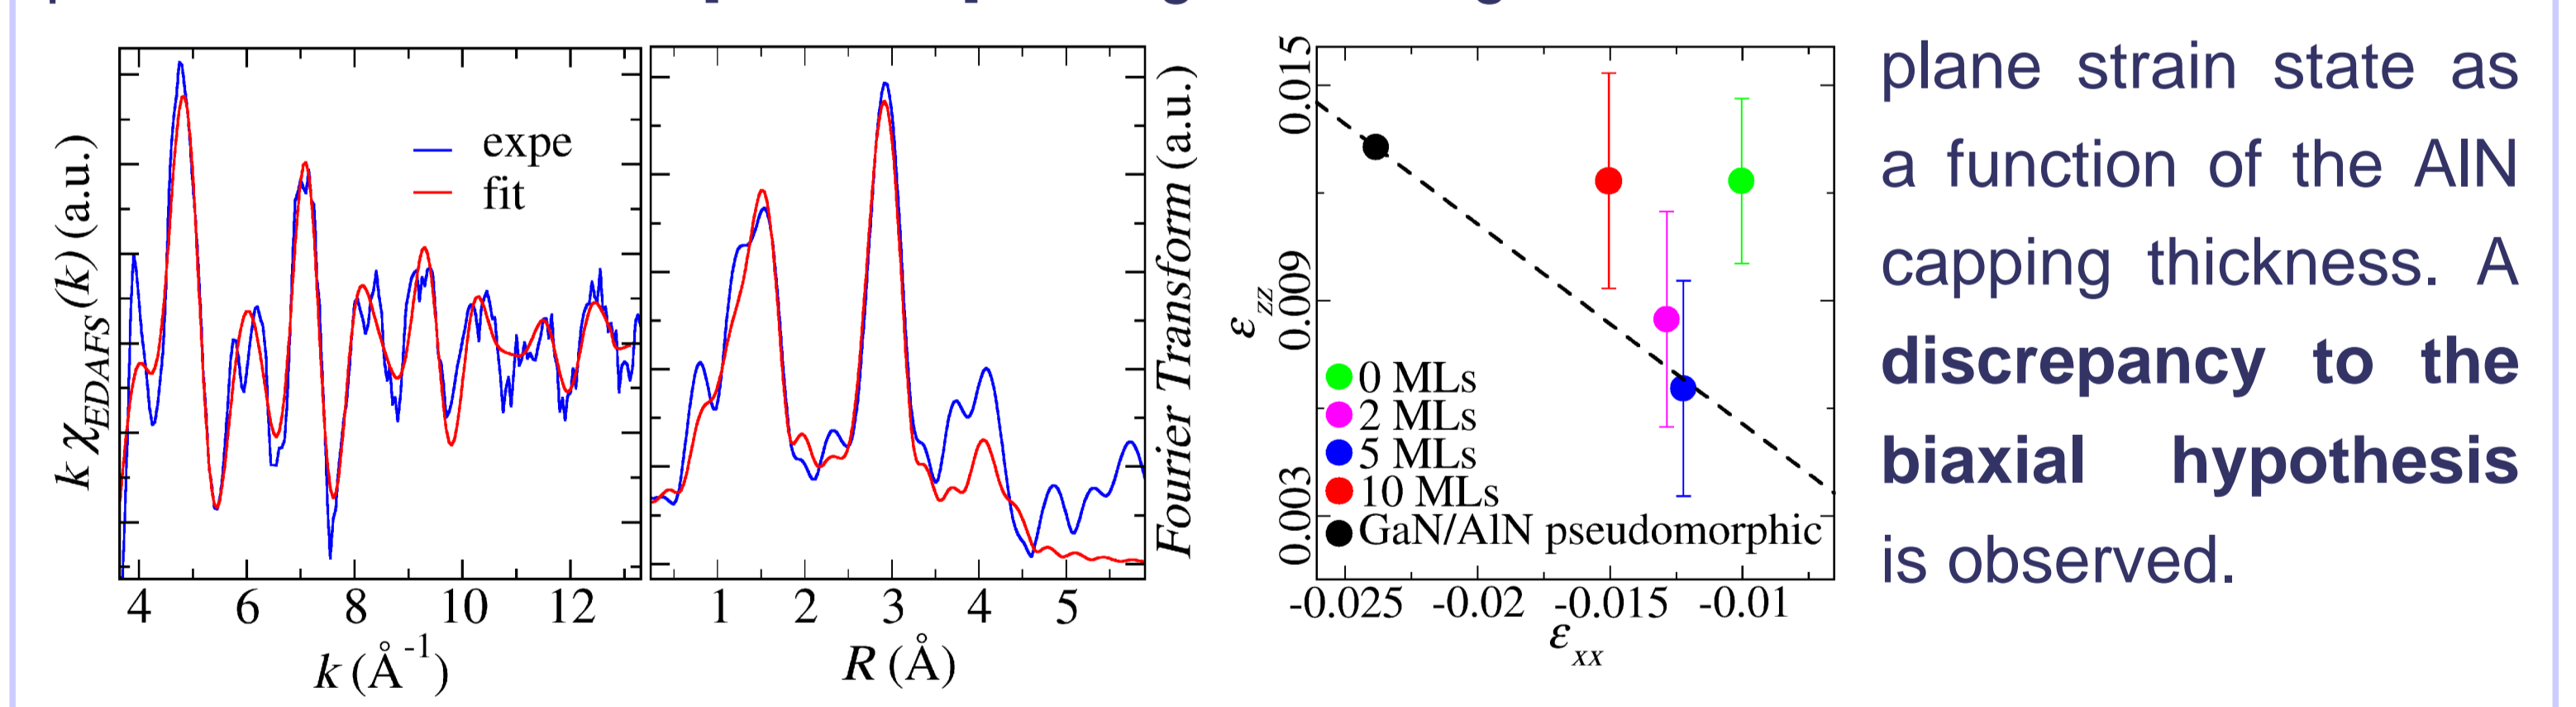 k χEDAFS(k) (a.u.)
expe
fit
4 6 8 10 12
k (Å-1)
1 2 3 4 5
R (Å)
Fourier Transform (a.u.)
εzz
0.015
0.009
0.003
0 MLs
2 MLs
5 MLs
10 MLs
GaN/AlN pseudomorphic
-0.025 -0.02 -0.015 -0.01
εxx
plane strain state as
a function of the AlN
capping thickness. A
discrepancy to the
biaxial hypothesis
is observed.